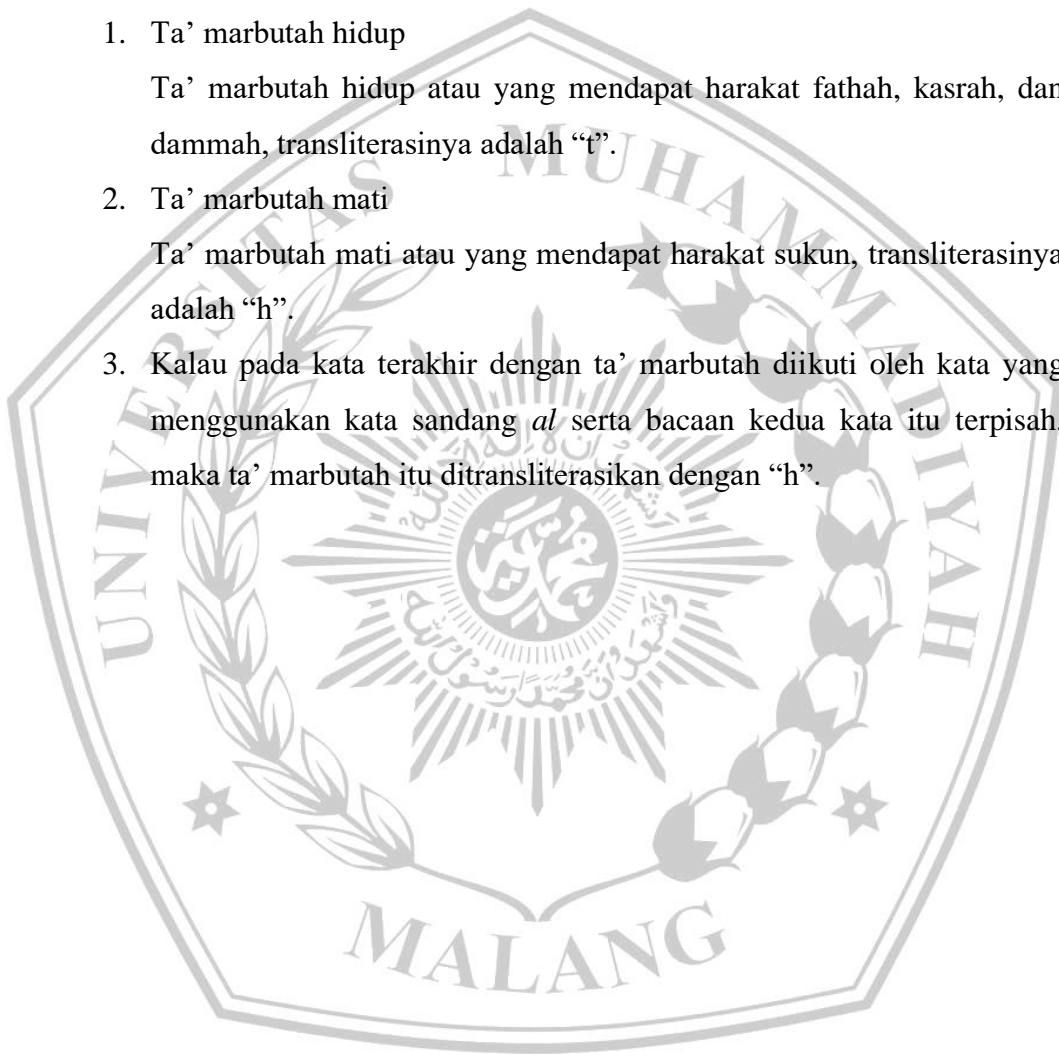 1. Ta’ marbutah hidup
Ta’ marbutah hidup atau yang mendapat harakat fathah, kasrah, dan
dammah, transliterasinya adalah “t”.
2. Ta’ marbutah mati
Ta’ marbutah mati atau yang mendapat harakat sukun, transliterasinya
adalah “h”.
3. Kalau pada kata terakhir dengan ta’ marbutah diikuti oleh kata yang
menggunakan kata sandang al serta bacaan kedua kata itu terpisah,
maka ta’ marbutah itu ditransliterasikan dengan “h”.
UNIVERSITAS MUHAMMADIYAH
MALANG